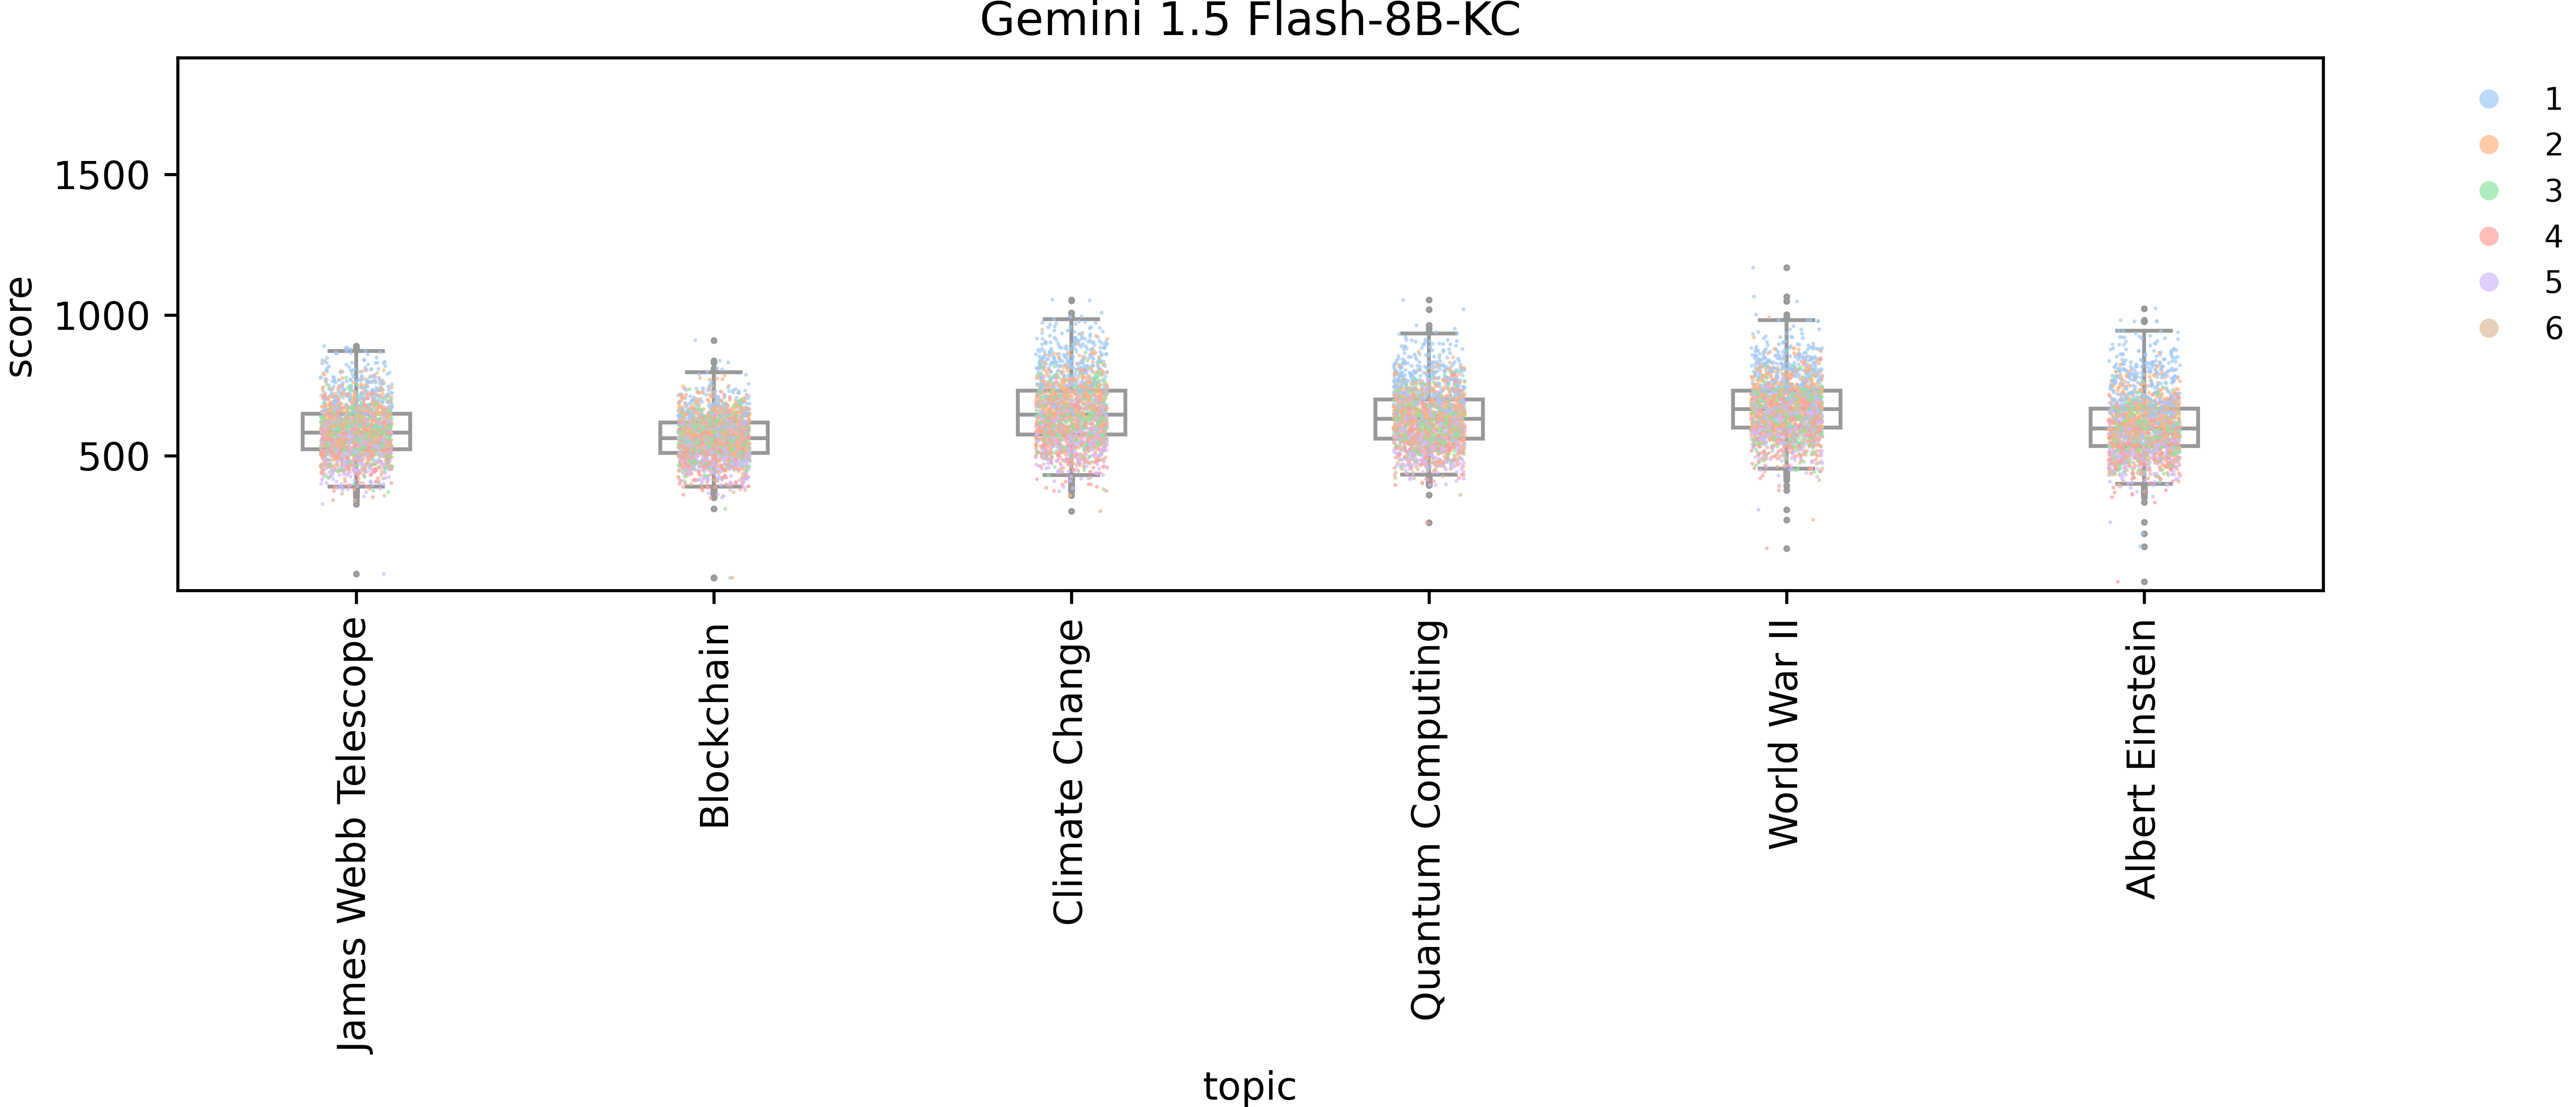 Gemini 1.5 Flash-8B-KC
score
1500
1000
500
James Webb Telescope
Blockchain
Climate Change
Quantum Computing
World War II
Albert Einstein
topic
1
2
3
4
5
6